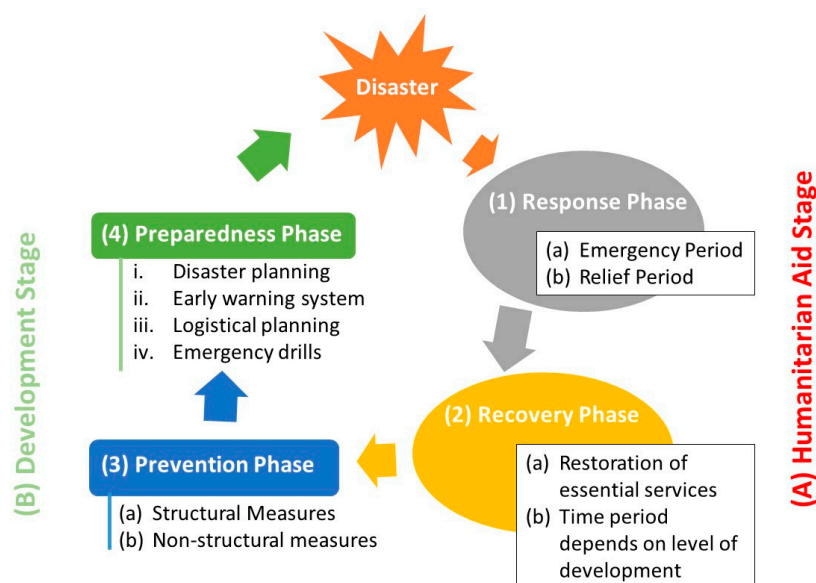 Disaster
(1) Response Phase
(a) Emergency Period
(b) Relief Period
(A) Humanitarian Aid Stage
(2) Recovery Phase
(a) Restoration of
essential services
(b) Time period
depends on level of
development
(3) Prevention Phase
(a) Structural Measures
(b) Non-structural measures
(4) Preparedness Phase
i. Disaster planning
ii. Early warning system
iii. Logistical planning
iv. Emergency drills
(B) Development Stage